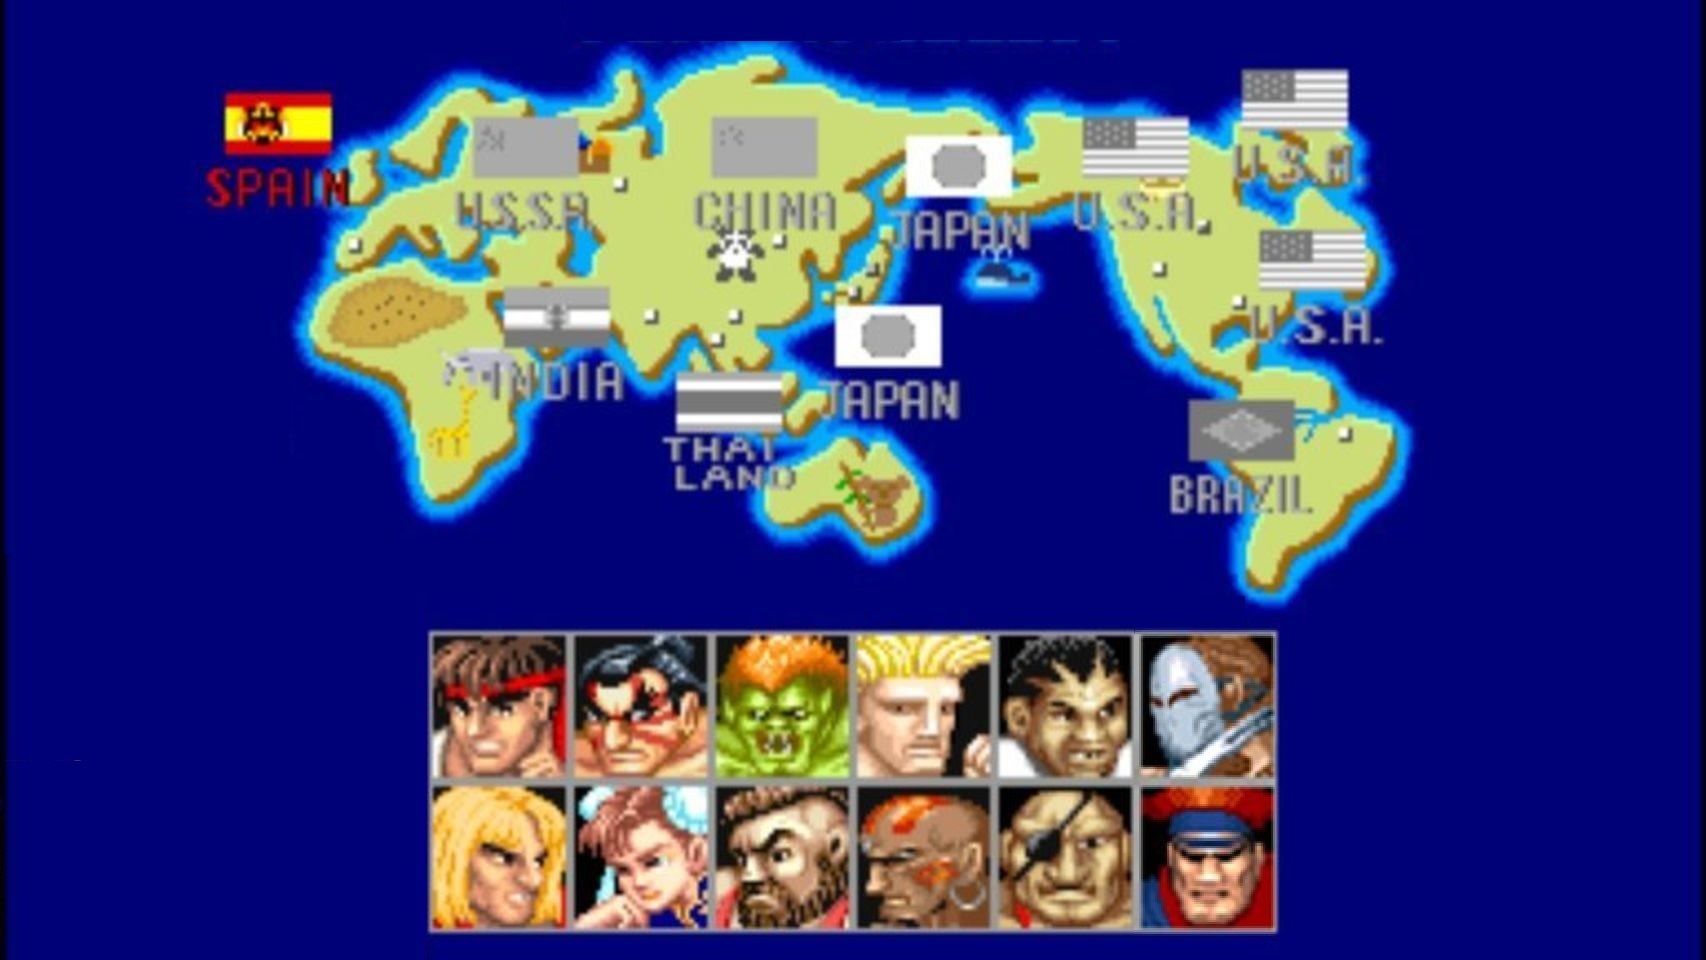 SPAIN
U.S.S.R.
CHINA
JAPAN
U.S.A.
U.S.A.
U.S.A.
INDIA
THAI
LAND
JAPAN
BRAZIL